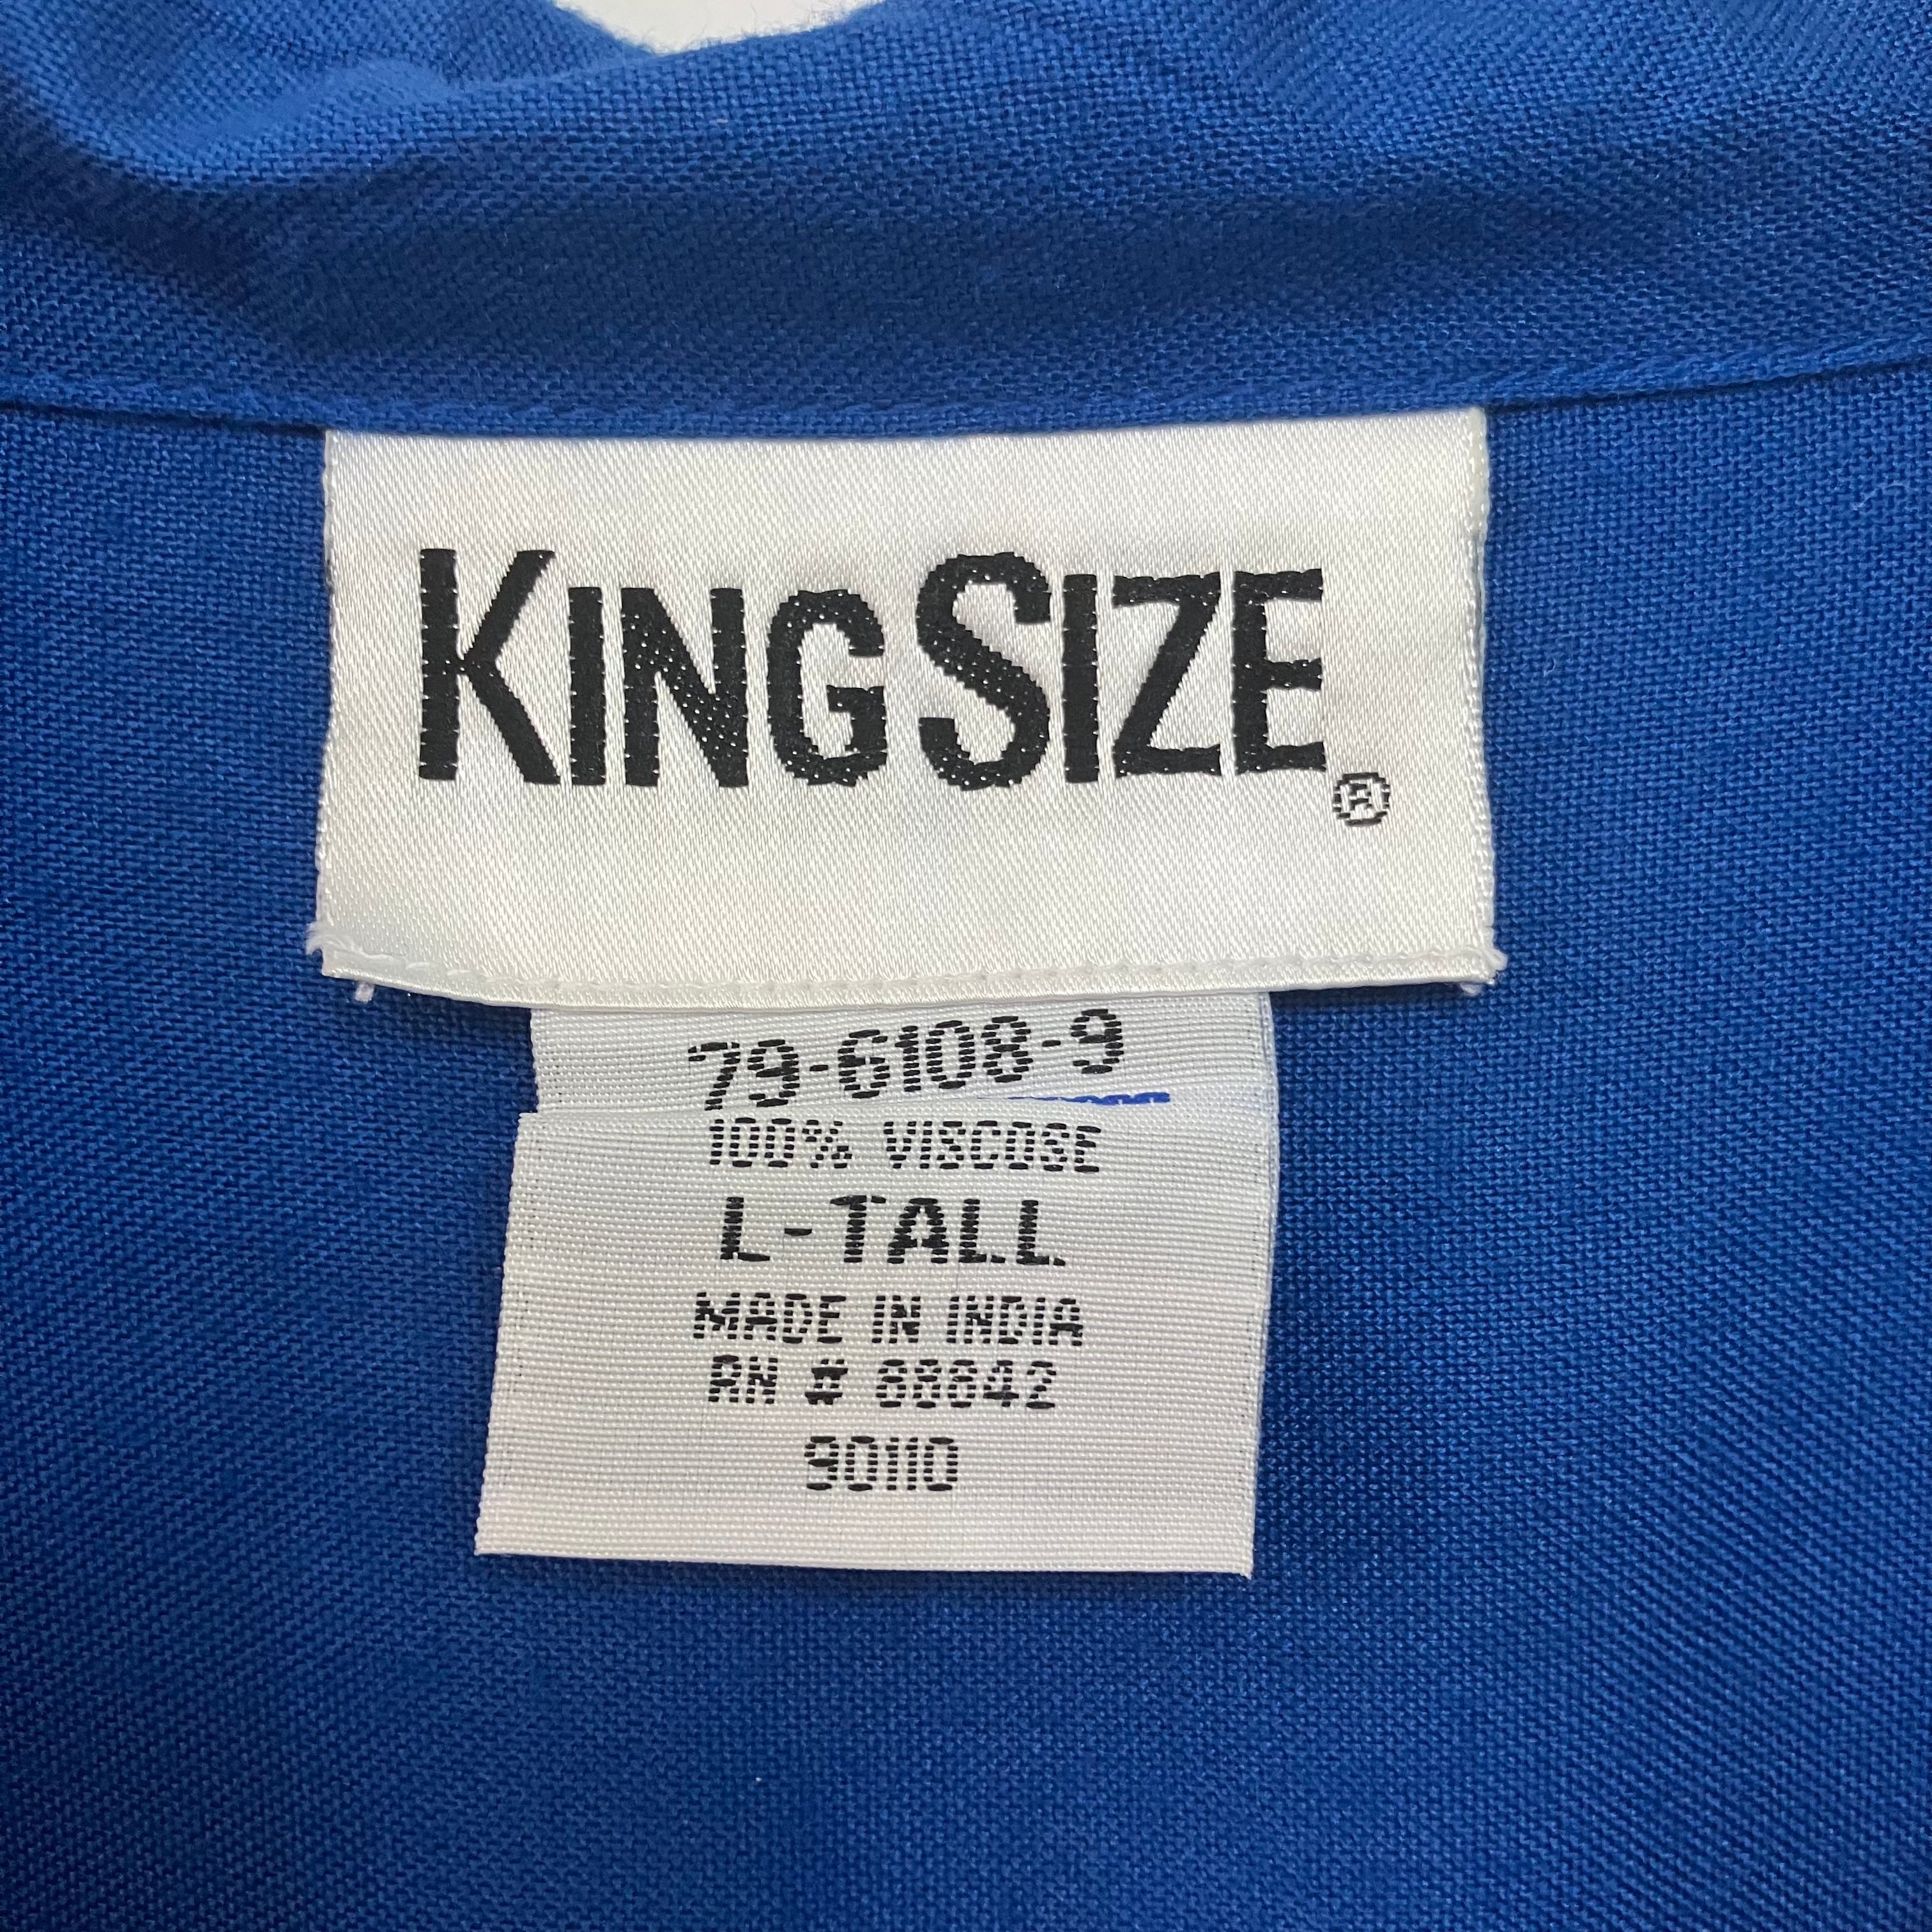 KINGSIZE®
79-6108-9
100% VISCOSE
L-TALL
MADE IN INDIA
RN # 88842
90110